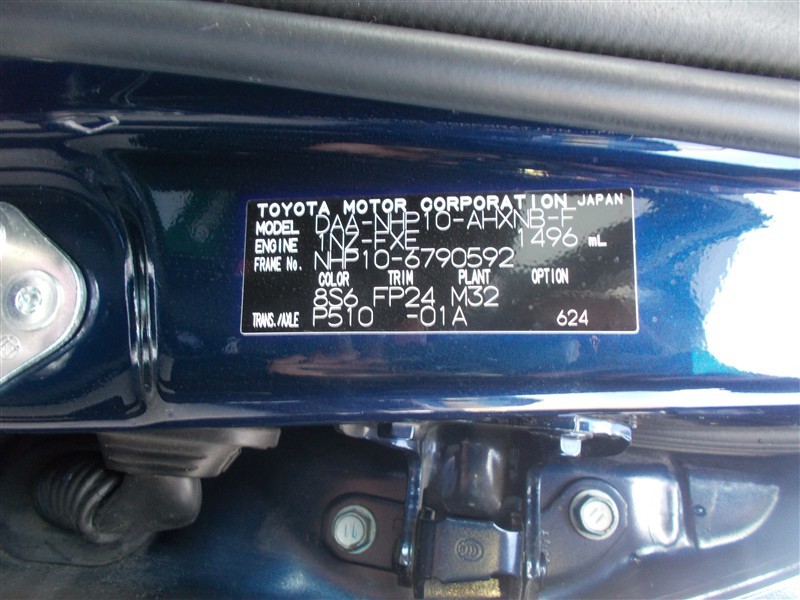 TOYOTA MOTOR CORPORATION JAPAN
MODEL DAA-NHP10-AHXNB-F
ENGINE 1NZ-FXE 1496 mL
FRAME No. NHP10-6790592
COLOR TRIM PLANT OPTION
8S6 FP24 M32
TRANS./AXLE P510 -01A 624